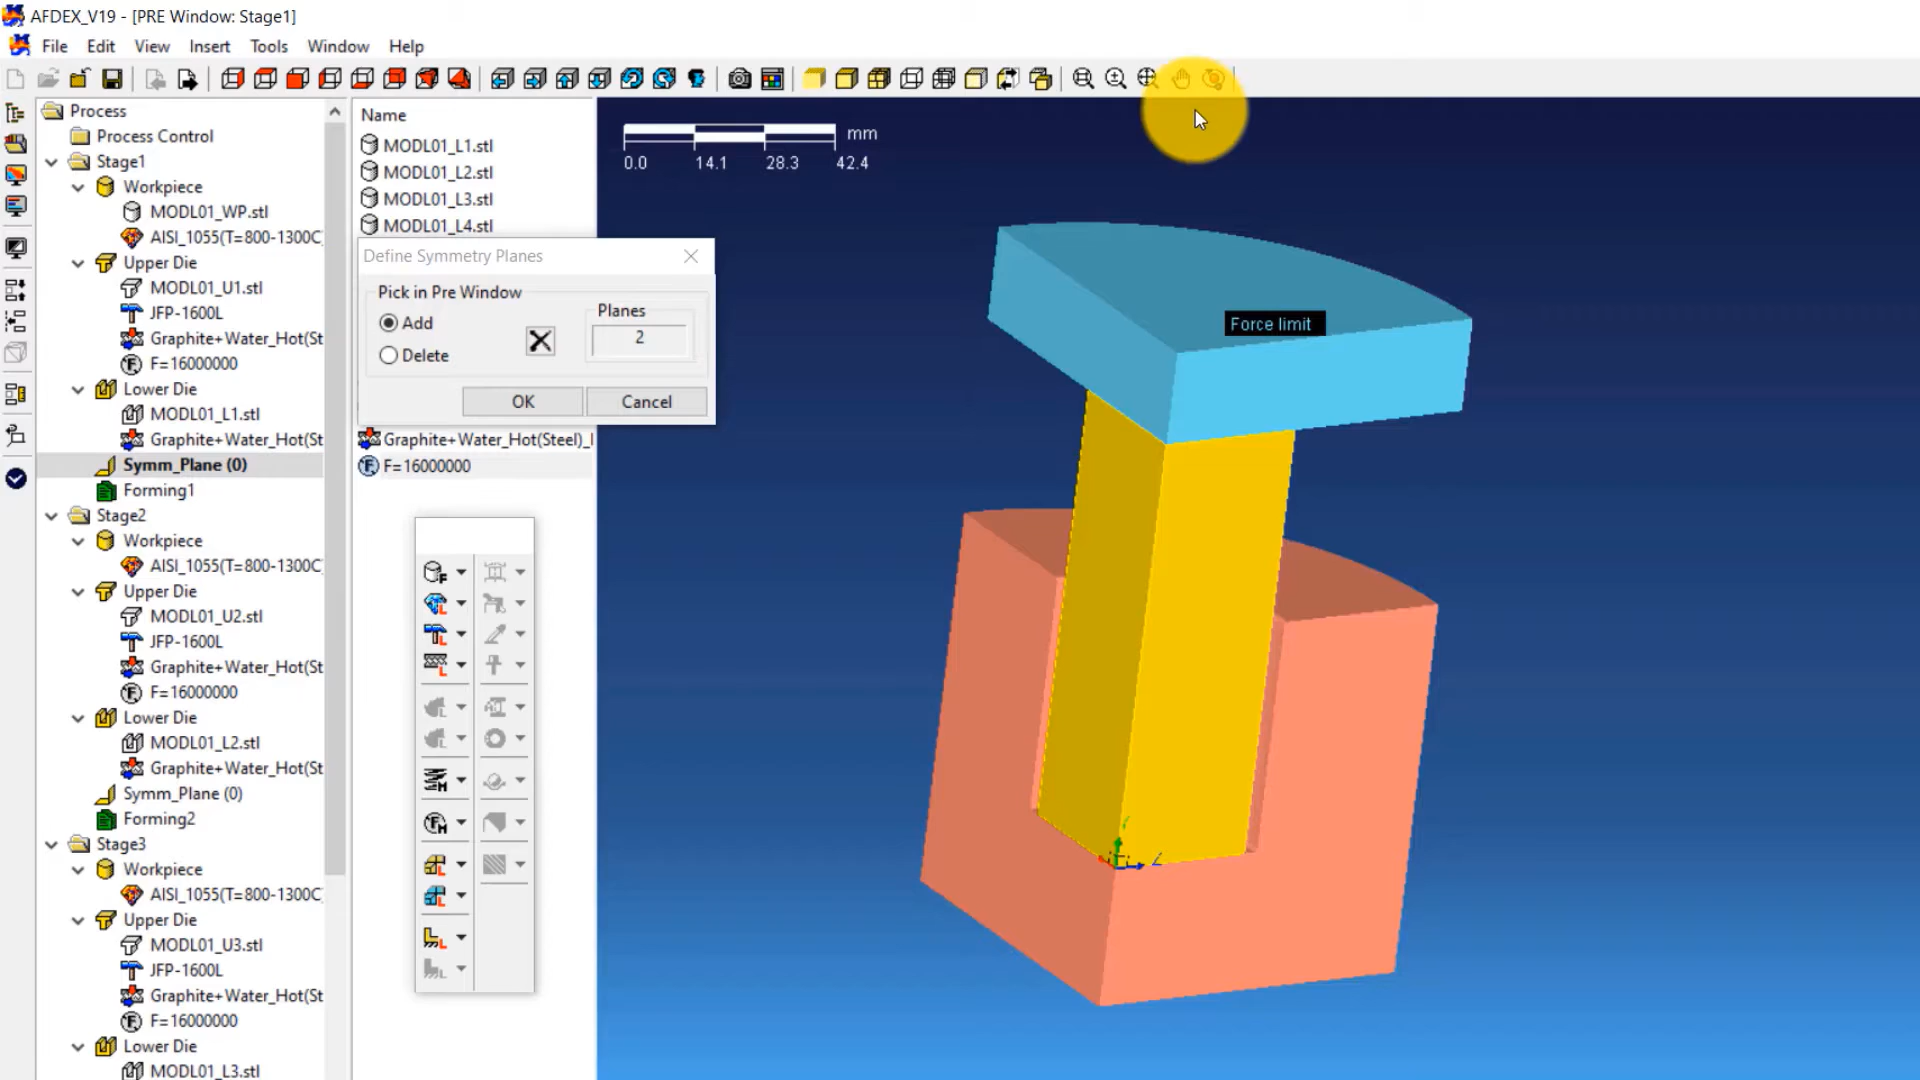 AFDEX_V19 - [PRE Window: Stage1]
File Edit View Insert Tools Window Help
Process
Process Control
Stage1
Workpiece
MODL01_WP.stl
AISI_1055(T=800-1300C)
Upper Die
MODL01_U1.stl
JFP-1600L
Graphite+Water_Hot(St
F=16000000
Lower Die
MODL01_L1.stl
Graphite+Water_Hot(St
Symm_Plane (0)
Forming1
Stage2
Workpiece
AISI_1055(T=800-1300C)
Upper Die
MODL01_U2.stl
JFP-1600L
Graphite+Water_Hot(St
F=16000000
Lower Die
MODL01_L2.stl
Graphite+Water_Hot(St
Symm_Plane (0)
Forming2
Stage3
Workpiece
AISI_1055(T=800-1300C)
Upper Die
MODL01_U3.stl
JFP-1600L
Graphite+Water_Hot(St
F=16000000
Lower Die
MODL01_L3.stl
Name
MODL01_L1.stl
MODL01_L2.stl
MODL01_L3.stl
MODL01_L4.stl
Define Symmetry Planes
Pick in Pre Window
Add
Delete
Planes
2
OK Cancel
Graphite+Water_Hot(Steel)_
F=16000000
mm
0.0 14.1 28.3 42.4
Force limit